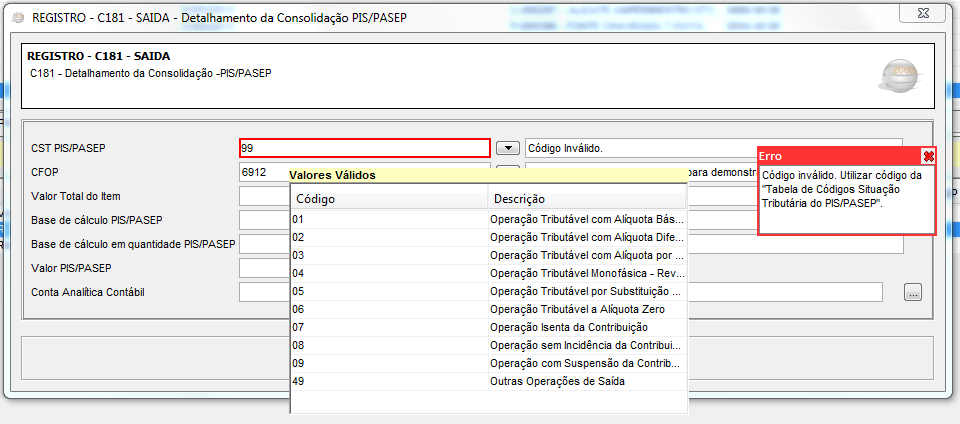 REGISTRO - C181 - SAIDA - Detalhamento da Consolidação PIS/PASEP
REGISTRO - C181 - SAIDA
C181 - Detalhamento da Consolidação -PIS/PASEP
CST PIS/PASEP 99 Código Inválido.
CFOP 6912 para demonstr
Valor Total do Item
Base de cálculo PIS/PASEP
Base de cálculo em quantidade PIS/PASEP
Valor PIS/PASEP
Conta Analítica Contábil ...
Valores Válidos
Código Descrição
01 Operação Tributável com Alíquota Bás...
02 Operação Tributável com Alíquota Dife...
03 Operação Tributável com Alíquota por ...
04 Operação Tributável Monofásica - Rev...
05 Operação Tributável por Substituição ...
06 Operação Tributável a Alíquota Zero
07 Operação Isenta da Contribuição
08 Operação sem Incidência da Contribui...
09 Operação com Suspensão da Contrib...
49 Outras Operações de Saída
Erro
Código inválido. Utilizar código da
"Tabela de Códigos Situação
Tributária do PIS/PASEP".